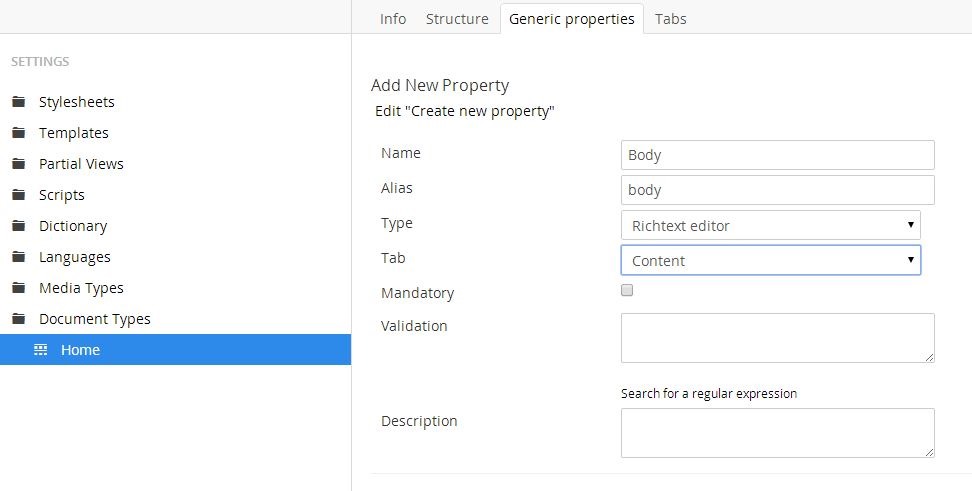 Info Structure Generic properties Tabs
SETTINGS
Stylesheets
Templates
Partial Views
Scripts
Dictionary
Languages
Media Types
Document Types
Home
Add New Property
Edit "Create new property"
Name Body
Alias body
Type Richtext editor
Tab Content
Mandatory
Validation
Search for a regular expression
Description